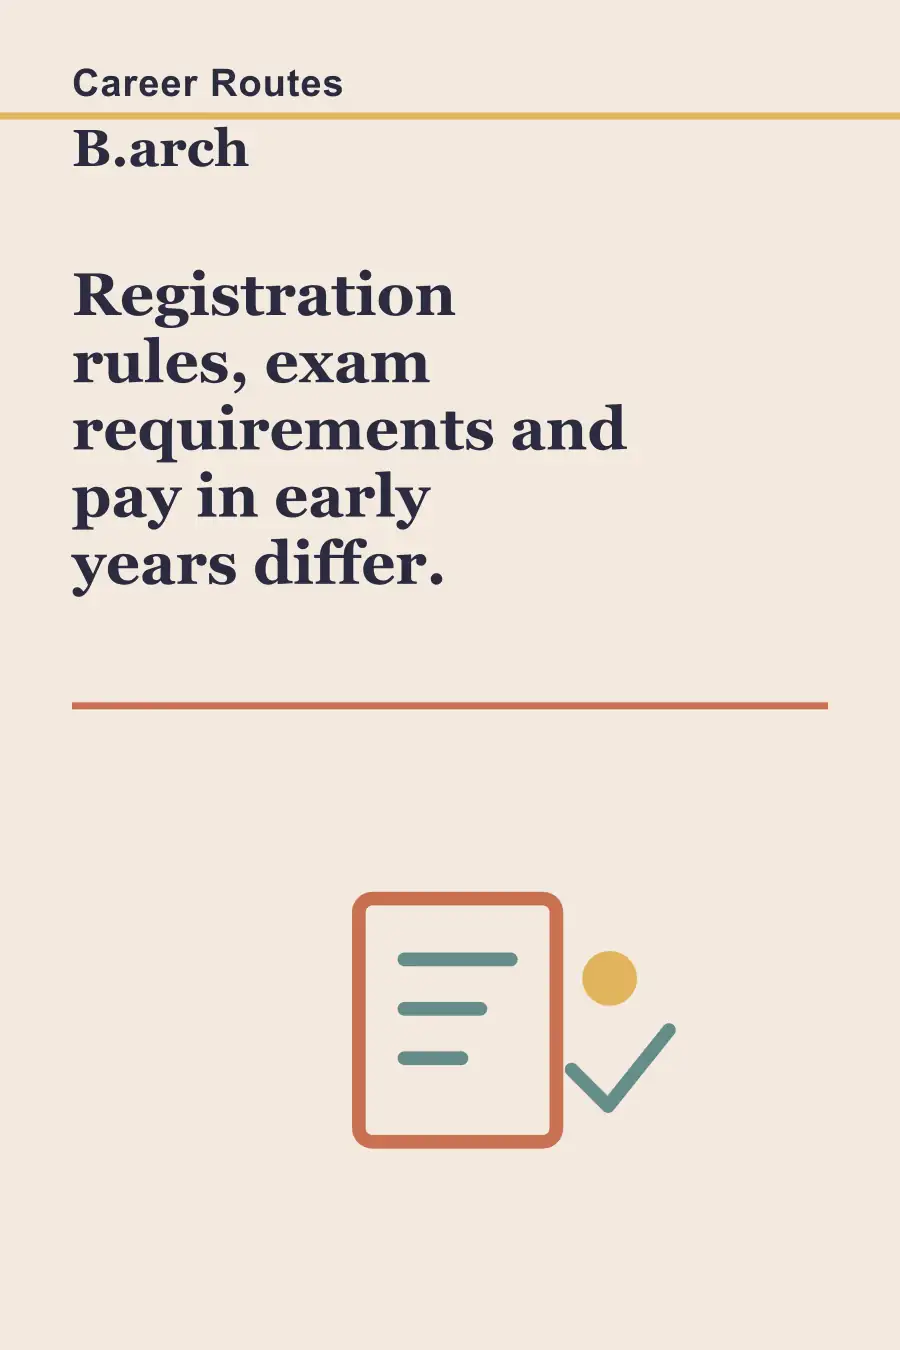 Career Routes
B.arch
Registration
rules, exam
requirements and
pay in early
years differ.